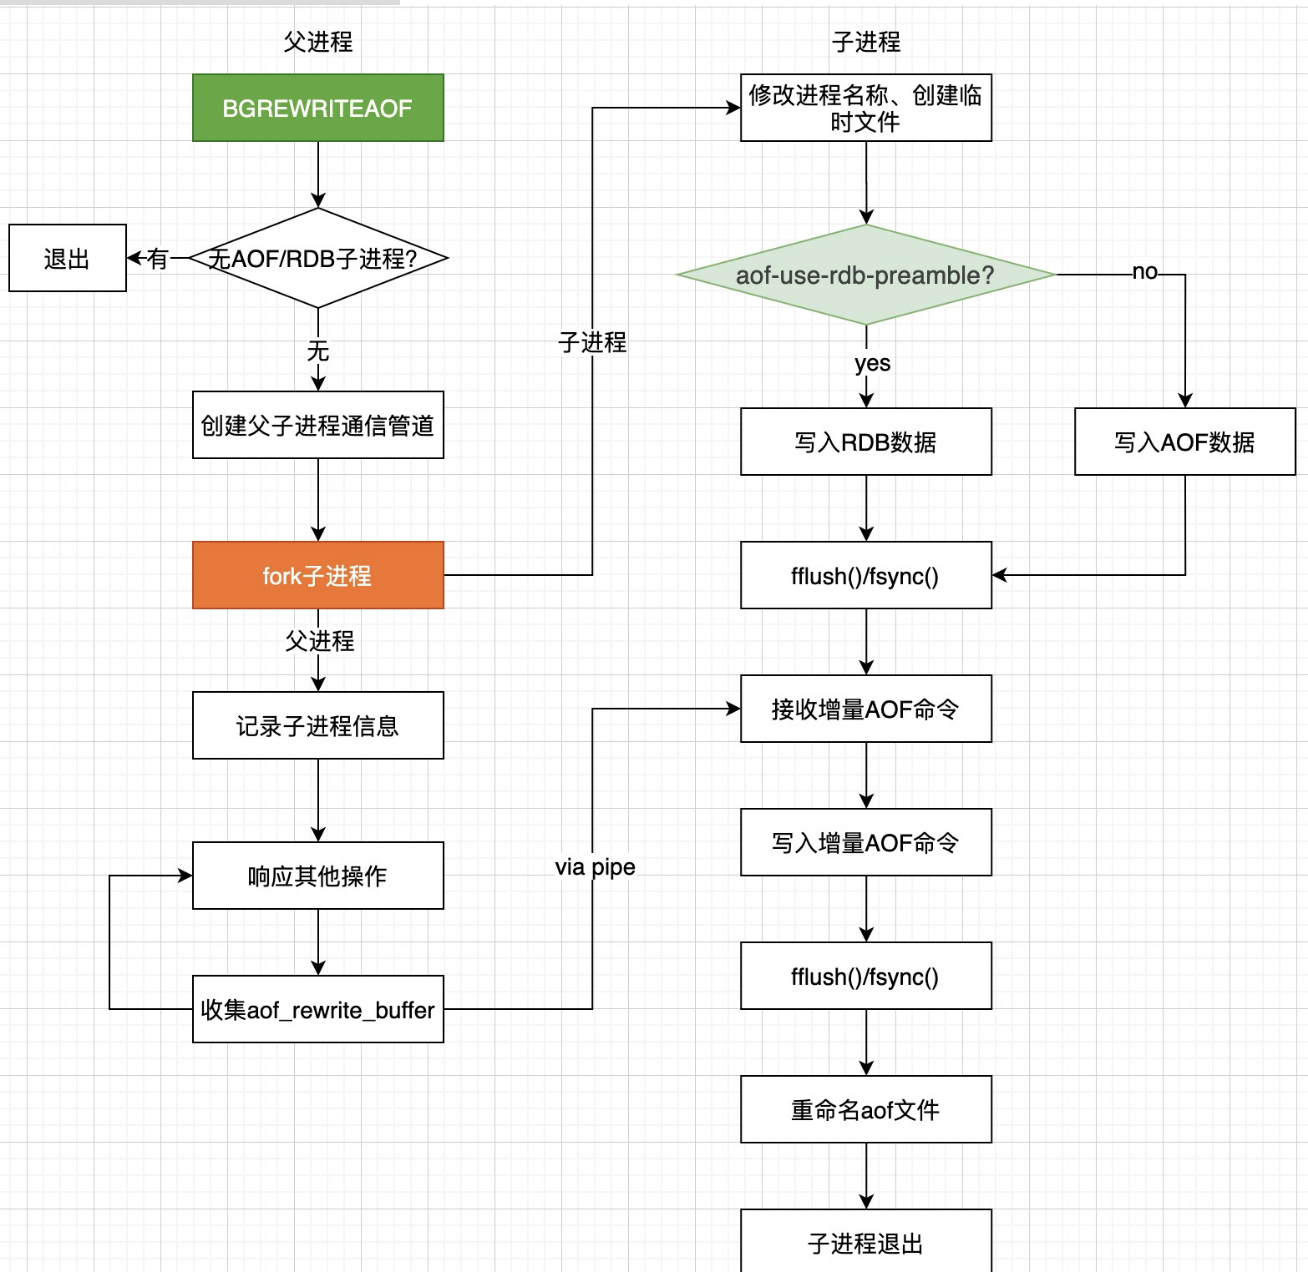 父进程
BGREWRITEAOF
无AOF/RDB子进程?
有
退出
无
创建父子进程通信管道
fork子进程
父进程
记录子进程信息
响应其他操作
收集aof_rewrite_buffer
子进程
via pipe
子进程
修改进程名称、创建临
时文件
aof-use-rdb-preamble?
no
yes
写入RDB数据
写入AOF数据
fflush()/fsync()
接收增量AOF命令
写入增量AOF命令
fflush()/fsync()
重命名aof文件
子进程退出